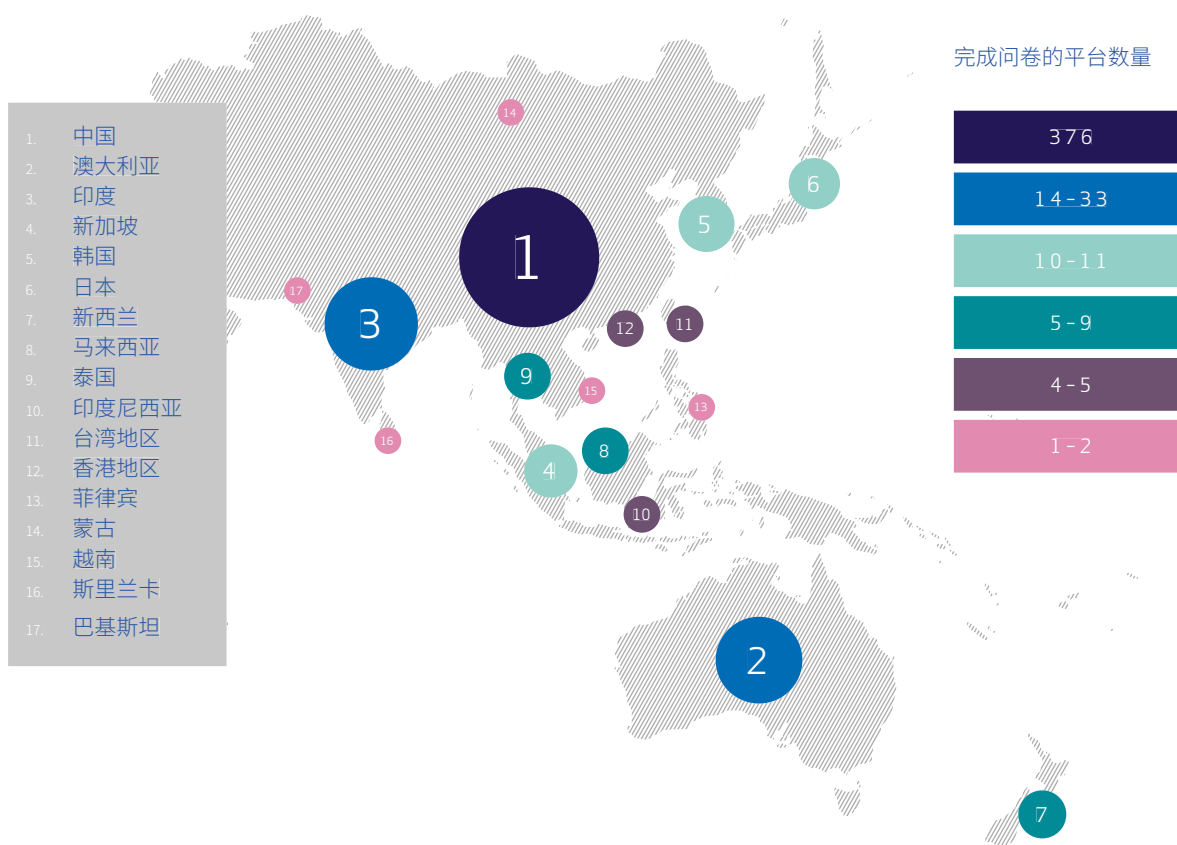 完成问卷的平台数量
376
14-33
10-11
5-9
4-5
1-2
1. 中国
2. 澳大利亚
3. 印度
4. 新加坡
5. 韩国
6. 日本
7. 新西兰
8. 马来西亚
9. 泰国
10. 印度尼西亚
11. 台湾地区
12. 香港地区
13. 菲律宾
14. 蒙古
15. 越南
16. 斯里兰卡
17. 巴基斯坦
14
6
5
1
17
3
12
11
9
15
13
16
8
4
10
2
7